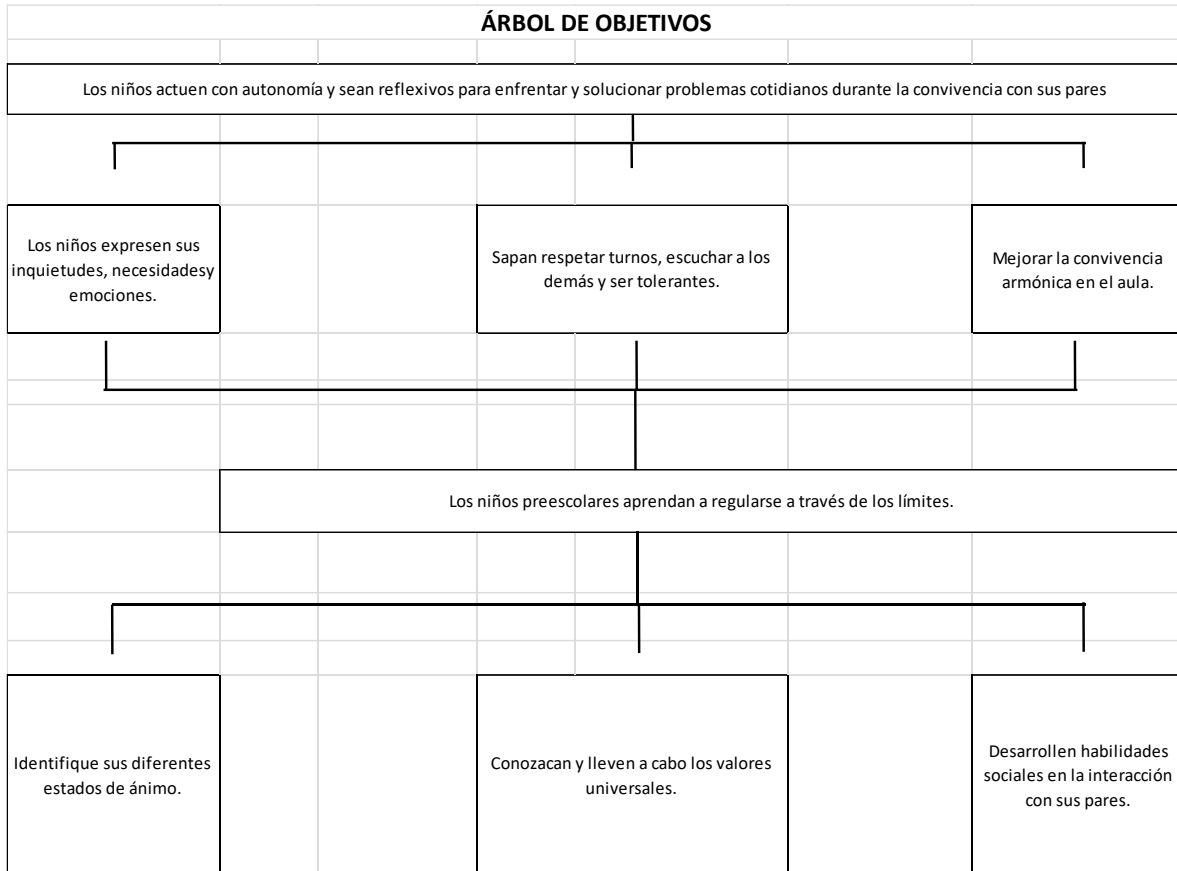 ÁRBOL DE OBJETIVOS
Los niños actuen con autonomía y sean reflexivos para enfrentar y solucionar problemas cotidianos durante la convivencia con sus pares
Los niños expresen sus
inquietudes, necesidadesy
emociones.
Sapan respetar turnos, escuchar a los
demás y ser tolerantes.
Mejorar la convivencia
armónica en el aula.
Los niños preescolares aprendan a regularse a través de los límites.
Identifique sus diferentes
estados de ánimo.
Conozacan y lleven a cabo los valores
universales.
Desarrollen habilidades
sociales en la interacción
con sus pares.